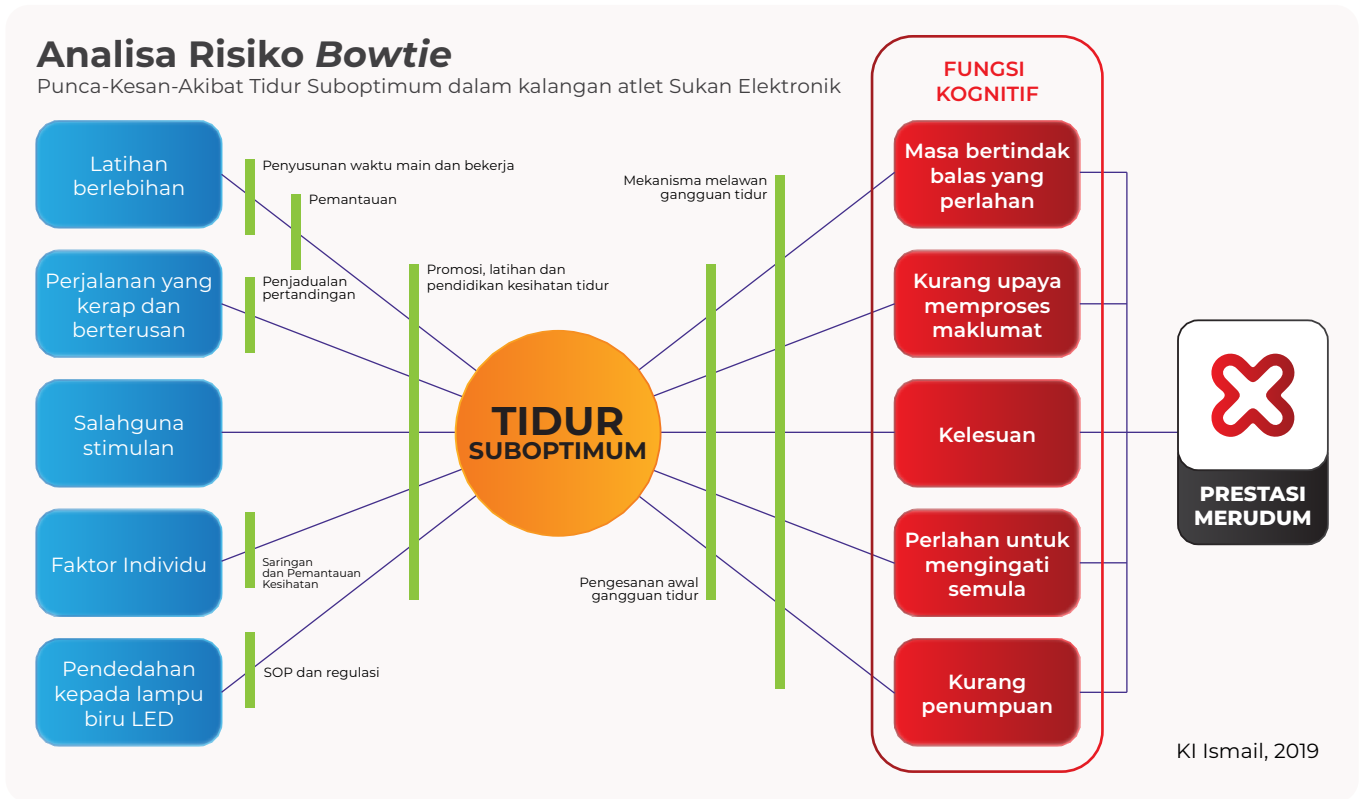 Analisa Risiko Bowtie
Punca-Kesan-Akibat Tidur Suboptimum dalam kalangan atlet Sukan Elektronik
Latihan
berlebihan
Perjalanan yang
kerap dan
berterusan
Salahguna
stimulan
Faktor Individu
Pendedahan
kepada lampu
biru LED
Penyusunan waktu main dan bekerja
Pemantauan
Penjadualan
pertandingan
Saringan
dan Pemantauan
Kesihatan
SOP dan regulasi
Promosi, latihan dan
pendidikan kesihatan tidur
TIDUR
SUBOPTIMUM
Mekanisma melawan
gangguan tidur
Pengesanan awal
gangguan tidur
FUNGSI
KOGNITIF
Masa bertindak
balas yang
perlahan
Kurang upaya
memproses
maklumat
Kelesuan
Perlahan untuk
mengingati
semula
Kurang
penumpuan
PRESTASI
MERUDUM
KI Ismail, 2019